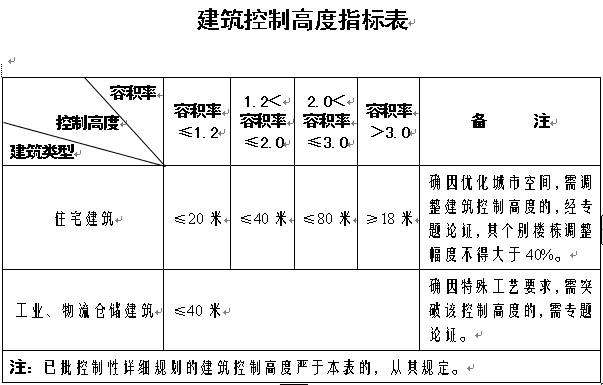 建筑控制高度指标表
容积率
控制高度
建筑类型
容积率
≤1.2
1.2<
容积率
≤2.0
2.0<
容积率
≤3.0
容积率
>3.0
备 注
住宅建筑
≤20 米
≤40 米
≤80 米
≥18 米
确因优化城市空间,需调
整建筑控制高度的,经专
题论证,其个别楼栋调整
幅度不得大于 40%。
工业、物流仓储建筑
≤40 米
确因特殊工艺要求,需突
破该控制高度的,需专题
论证。
注:已批控制性详细规划的建筑控制高度严于本表的,从其规定。